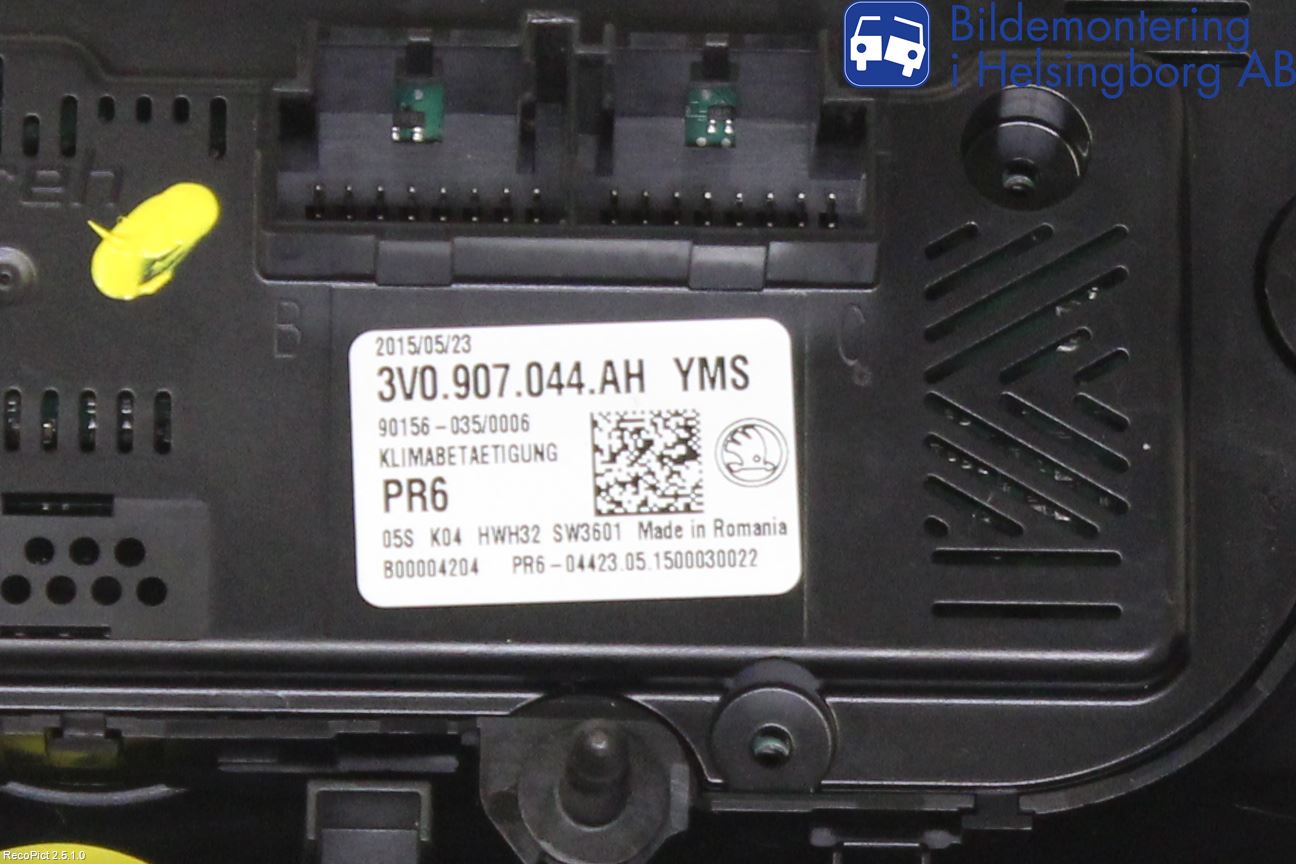 Bildemontering
i Helsingborg AB
reh
B
C
2015/05/23
3V0.907.044.AH YMS
90156-035/0006
KLIMABETAETIGUNG
PR6
05S K04 HWH32 SW3601 Made in Romania
B00004204 PR6-04423.05.1500030022
RecoPict 2.5.1.0